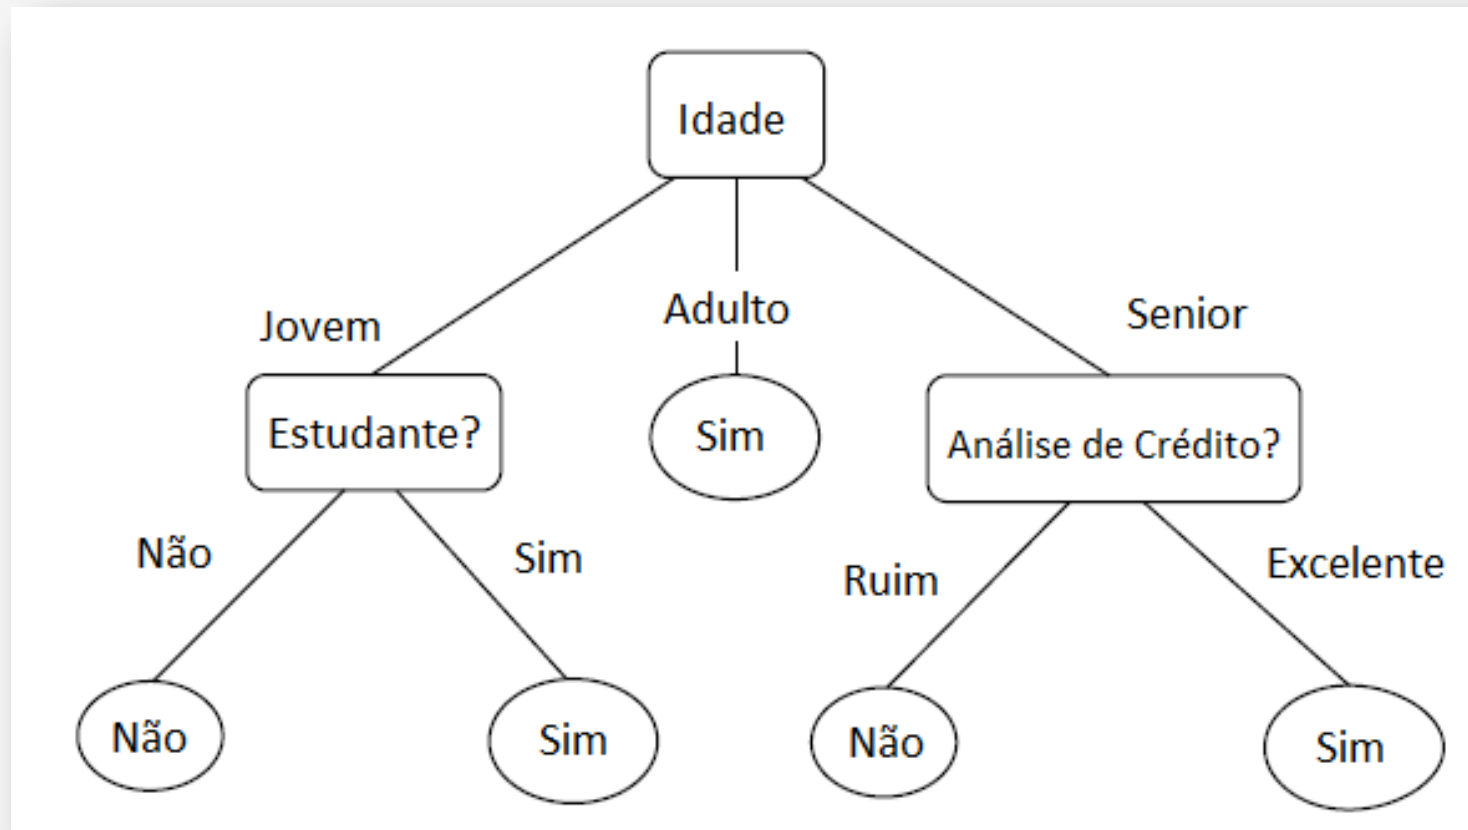 Idade
Jovem
Adulto
Senior
Estudante?
Sim
Análise de Crédito?
Não
Sim
Ruim
Excelente
Não
Sim
Não
Sim